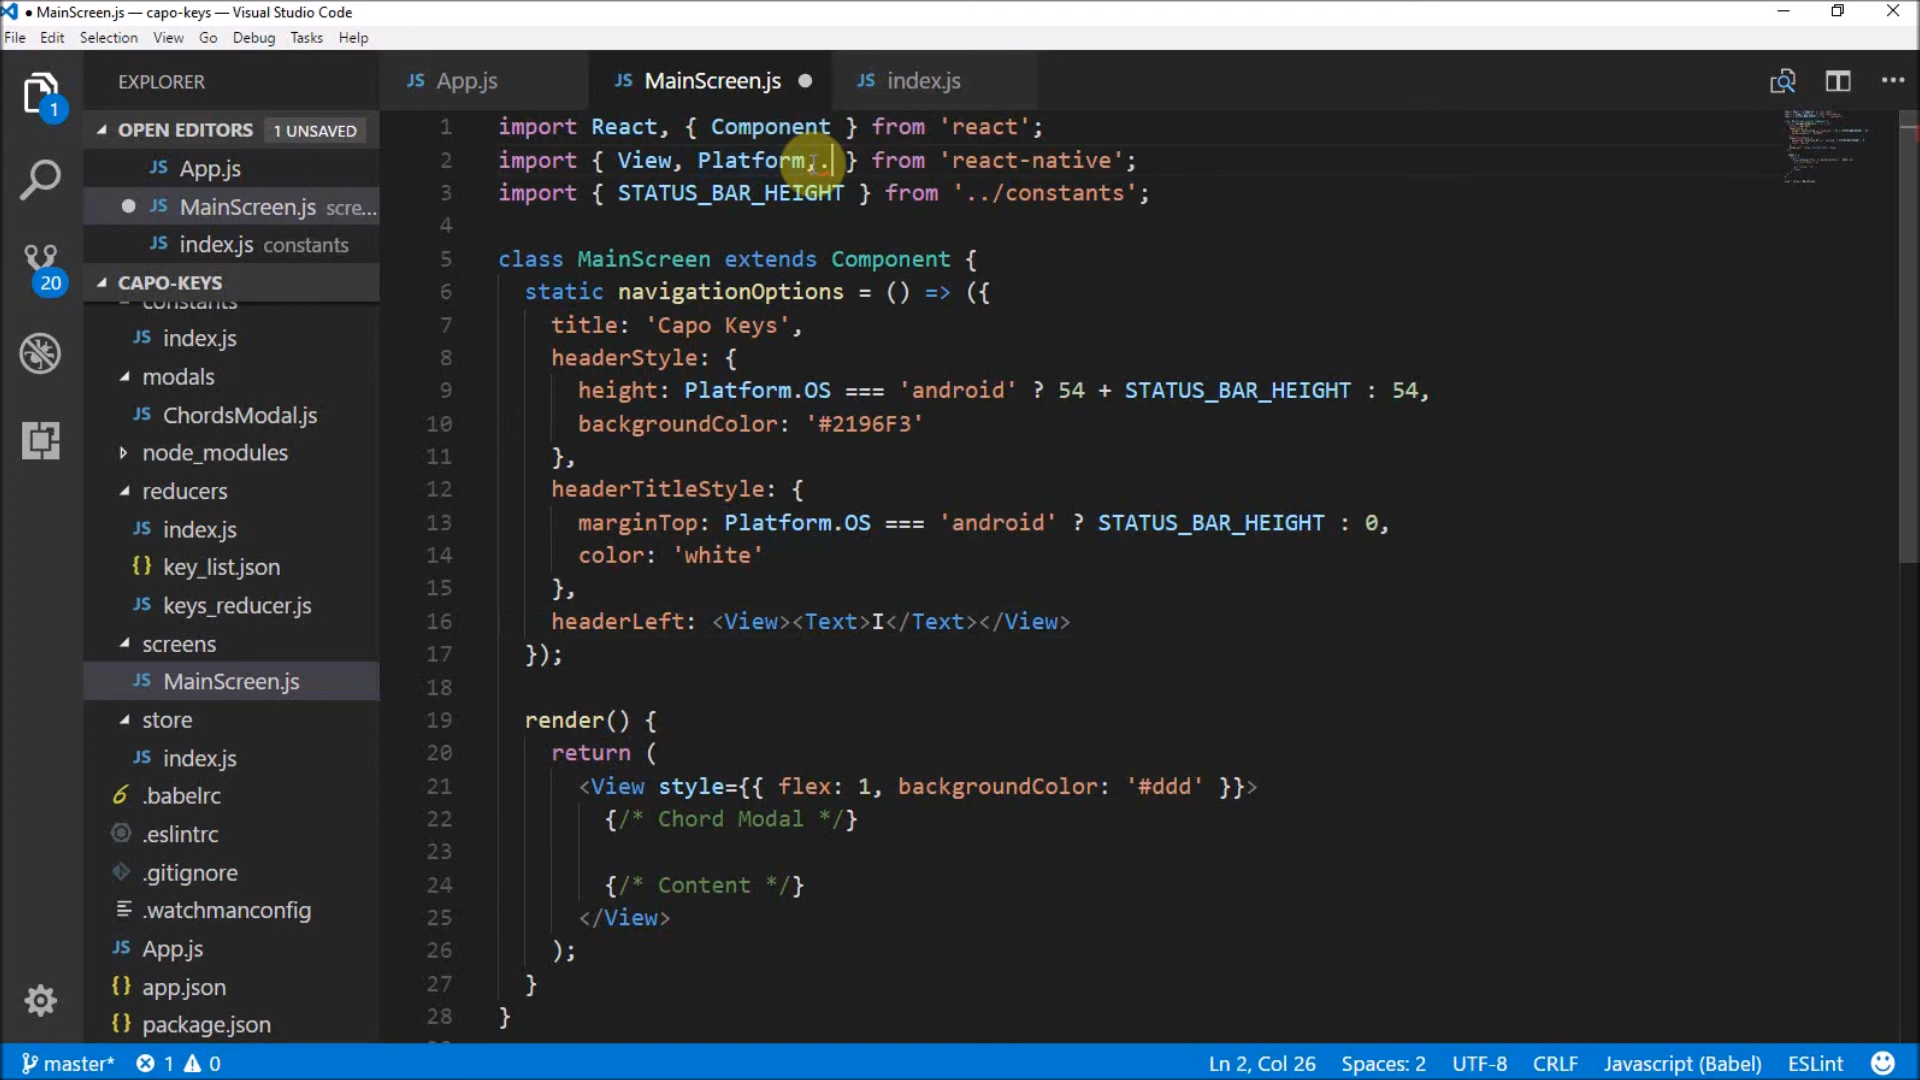 ● MainScreen.js — capo-keys — Visual Studio Code
File Edit Selection View Go Debug Tasks Help
EXPLORER
OPEN EDITORS 1 UNSAVED
JS App.js
● JS MainScreen.js scre...
JS index.js constants
CAPO-KEYS
constants
JS index.js
modals
JS ChordsModal.js
node_modules
reducers
JS index.js
{} key_list.json
JS keys_reducer.js
screens
JS MainScreen.js
store
JS index.js
6 .babelrc
.eslintrc
.gitignore
.watchmanconfig
JS App.js
{} app.json
{} package.json
1
20
JS App.js JS MainScreen.js ● JS index.js
1 import React, { Component } from 'react';
2 import { View, Platform,. } from 'react-native';
3 import { STATUS_BAR_HEIGHT } from '../constants';
4
5 class MainScreen extends Component {
6 static navigationOptions = () => ({
7 title: 'Capo Keys',
8 headerStyle: {
9 height: Platform.OS === 'android' ? 54 + STATUS_BAR_HEIGHT : 54,
10 backgroundColor: '#2196F3'
11 },
12 headerTitleStyle: {
13 marginTop: Platform.OS === 'android' ? STATUS_BAR_HEIGHT : 0,
14 color: 'white'
15 },
16 headerLeft: <View><Text>I</Text></View>
17 });
18
19 render() {
20 return (
21 <View style={{ flex: 1, backgroundColor: '#ddd' }}>
22 {/* Chord Modal */}
23
24 {/* Content */}
25 </View>
26 );
27 }
28 }
master* 1 0 Ln 2, Col 26 Spaces: 2 UTF-8 CRLF Javascript (Babel) ESLint